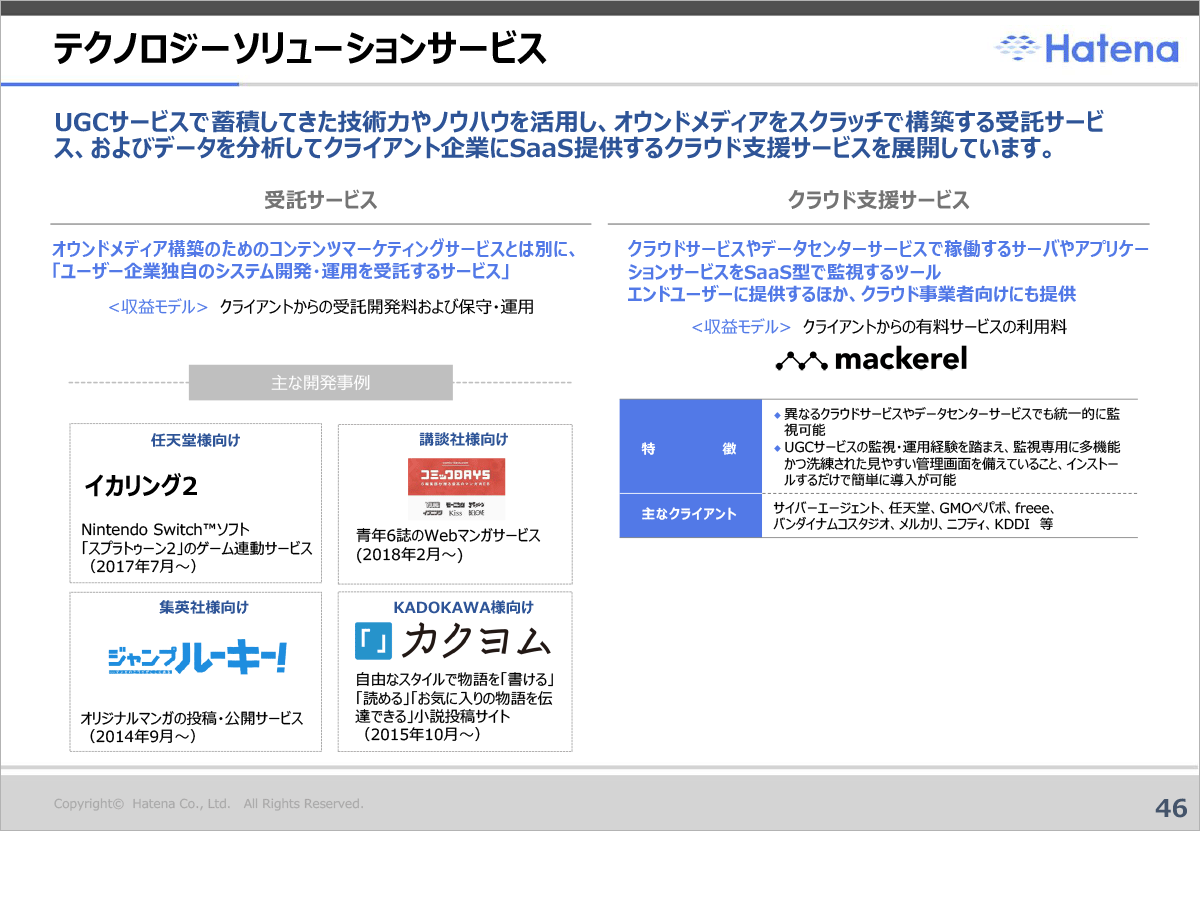 テクノロジーソリューションサービス
Hatena
UGCサービスで蓄積してきた技術力やノウハウを活用し、オウンドメディアをスクラッチで構築する受託サービ
ス、およびデータを分析してクライアント企業にSaaS提供するクラウド支援サービスを展開しています。
受託サービス
オウンドメディア構築のためのコンテンツマーケティングサービスとは別に、
「ユーザー企業独自のシステム開発・運用を受託するサービス」
<収益モデル> クライアントからの受託開発料および保守・運用
主な開発事例
任天堂様向け
イカリング2
Nintendo Switch™ソフト
「スプラトゥーン2」のゲーム連動サービス
（2017年7月～）
講談社様向け
コミックDAYS
青年6誌のWebマンガサービス
(2018年2月～)
集英社様向け
ジャンプルーキー!
オリジナルマンガの投稿・公開サービス
（2014年9月～）
KADOKAWA様向け
「」カクヨム
自由なスタイルで物語を「書ける」
「読める」「お気に入りの物語を伝
達できる」小説投稿サイト
（2015年10月～）
クラウド支援サービス
クラウドサービスやデータセンターサービスで稼働するサーバやアプリケー
ションサービスをSaaS型で監視するツール
エンドユーザーに提供するほか、クラウド事業者向けにも提供
<収益モデル> クライアントからの有料サービスの利用料
mackerel
特 徴
◆異なるクラウドサービスやデータセンターサービスでも統一的に監
視可能
◆UGCサービスの監視・運用経験を踏まえ、監視専用に多機能
かつ洗練された見やすい管理画面を備えていること、インストー
ルするだけで簡単に導入が可能
主なクライアント
サイバーエージェント、任天堂、GMOペパボ、freee、
バンダイナムコスタジオ、メルカリ、ニフティ、KDDI 等
Copyright© Hatena Co., Ltd. All Rights Reserved.
46